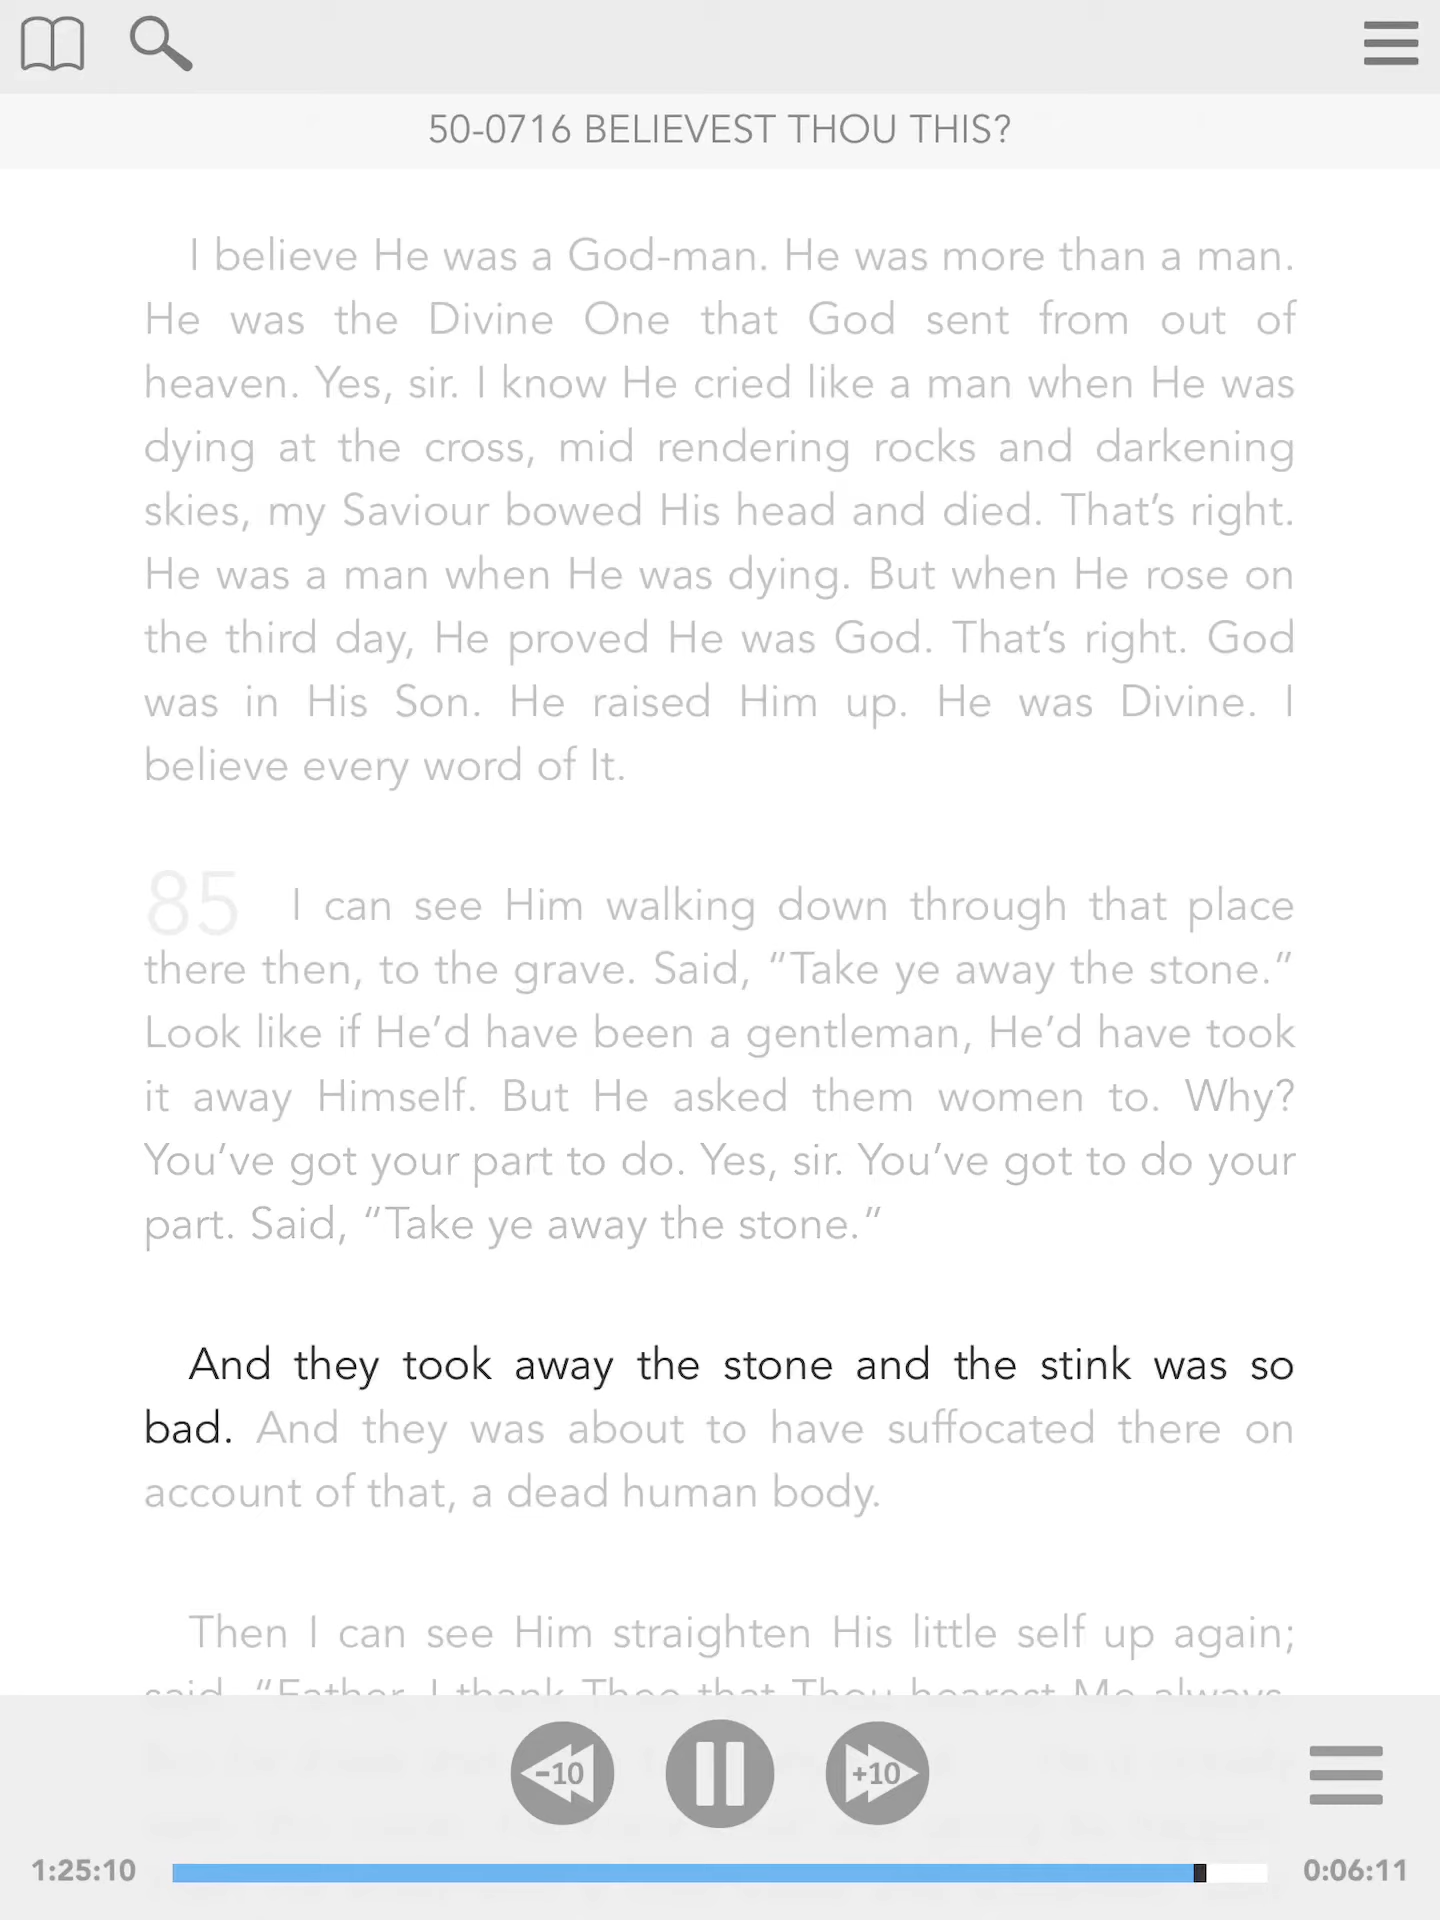 50-0716 BELIEVEST THOU THIS?
I believe He was a God-man. He was more than a man.
He was the Divine One that God sent from out of
heaven. Yes, sir. I know He cried like a man when He was
dying at the cross, mid rendering rocks and darkening
skies, my Saviour bowed His head and died. That’s right.
He was a man when He was dying. But when He rose on
the third day, He proved He was God. That’s right. God
was in His Son. He raised Him up. He was Divine. I
believe every word of It.
85 I can see Him walking down through that place
there then, to the grave. Said, “Take ye away the stone.”
Look like if He’d have been a gentleman, He’d have took
it away Himself. But He asked them women to. Why?
You’ve got your part to do. Yes, sir. You’ve got to do your
part. Said, “Take ye away the stone.”
And they took away the stone and the stink was so
bad. And they was about to have suffocated there on
account of that, a dead human body.
Then I can see Him straighten His little self up again;
said, “Father, I thank Thee that Thou hearest Me always.
-10 +10
1:25:10 0:06:11